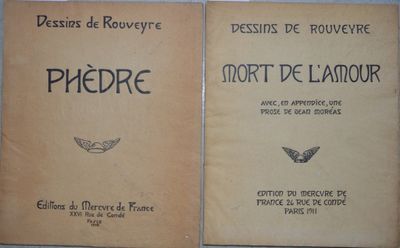 Dessins de Rouveyre
PHÈDRE
Editions du Mercure de France
XXVI Rue de Condé
PARIS
DESSINS DE ROUVEYRE
MORT DE L'AMOUR
AVEC, EN APPENDICE, UNE
PROSE DE JEAN MORÉAS
EDITION DU MERCURE DE
FRANCE 26 RUE DE CONDÉ
PARIS 1911